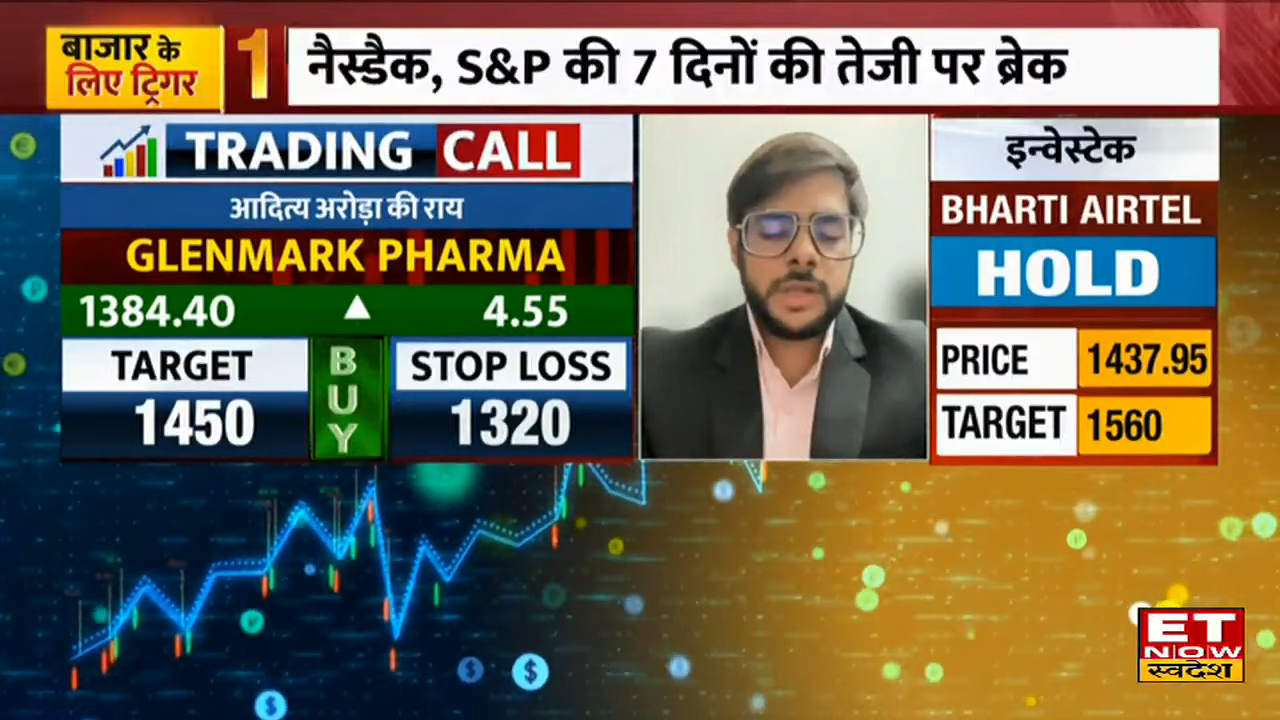 बाजार के
लिए ट्रिगर
1
नैस्डैक, S&P की 7 दिनों की तेजी पर ब्रेक
TRADING CALL
आदित्य अरोड़ा की राय
GLENMARK PHARMA
1384.40 ▲ 4.55
TARGET
1450
BUY
STOP LOSS
1320
इन्वेस्टेक
BHARTI AIRTEL
HOLD
PRICE 1437.95
TARGET 1560
ET
NOW
स्वदेश